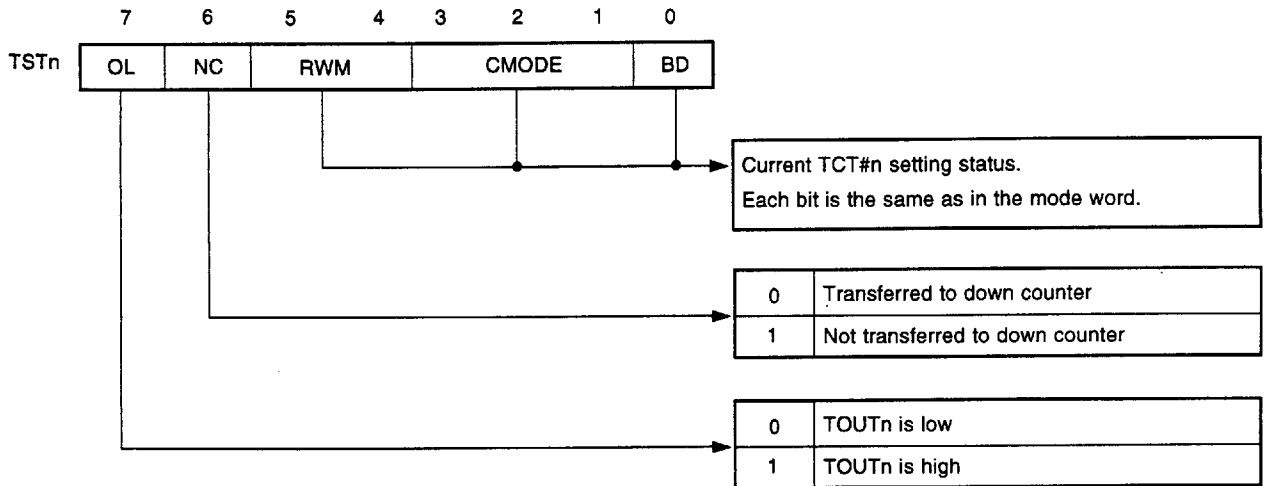 7 6 5 4 3 2 1 0
TSTn OL NC RWM CMODE BD
Current TCT#n setting status.
Each bit is the same as in the mode word.
0 Transferred to down counter
1 Not transferred to down counter
0 TOUTn is low
1 TOUTn is high